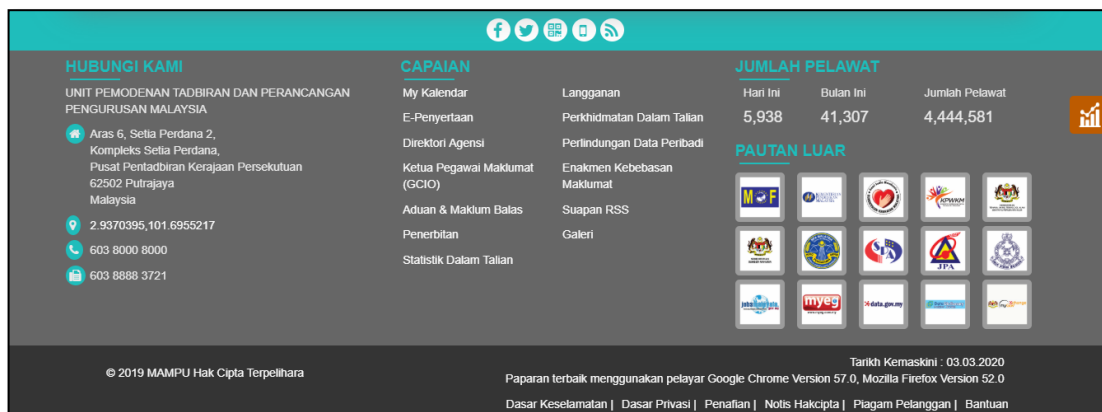 HUBUNGI KAMI
UNIT PEMODENAN TADBIRAN DAN PERANCANGAN
PENGURUSAN MALAYSIA
Aras 6, Setia Perdana 2,
Kompleks Setia Perdana,
Pusat Pentadbiran Kerajaan Persekutuan
62502 Putrajaya
Malaysia
2.9370395,101.6955217
603 8000 8000
603 8888 3721
CAPAIAN
My Kalendar
E-Penyertaan
Direktori Agensi
Ketua Pegawai Maklumat
(GCIO)
Aduan & Maklum Balas
Penerbitan
Statistik Dalam Talian
Langganan
Perkhidmatan Dalam Talian
Perlindungan Data Peribadi
Enakmen Kebebasan
Maklumat
Suapan RSS
Galeri
JUMLAH PELAWAT
Hari Ini Bulan Ini Jumlah Pelawat
5,938 41,307 4,444,581
PAUTAN LUAR
KPWKM
SPA
JPA
myeg
data.gov.my
© 2019 MAMPU Hak Cipta Terpelihara
Tarikh Kemaskini : 03.03.2020
Paparan terbaik menggunakan pelayar Google Chrome Version 57.0, Mozilla Firefox Version 52.0
Dasar Keselamatan | Dasar Privasi | Penafian | Notis Hakcipta | Piagam Pelanggan | Bantuan